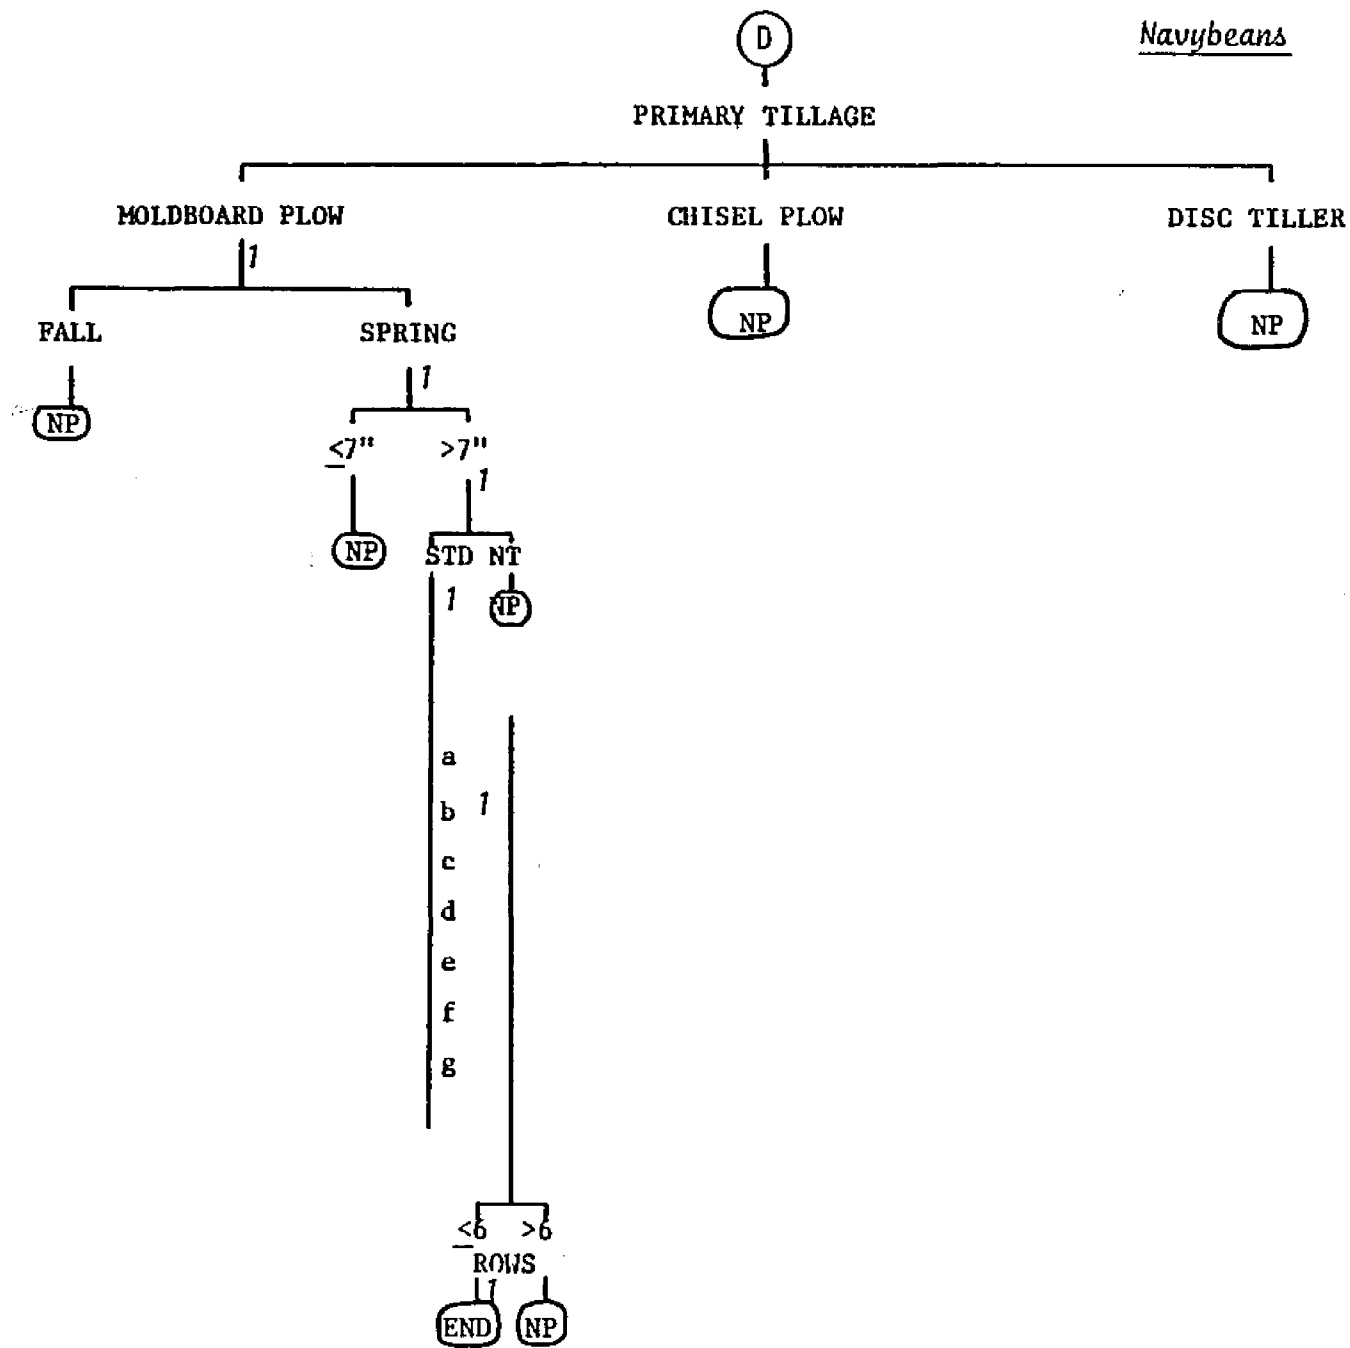 D
Navybeans
PRIMARY TILLAGE
MOLDBOARD PLOW CHISEL PLOW DISC TILLER
1
FALL SPRING NP NP
1
NP
≤7" >7"
1
NP STD NT
1 NP
a
b 1
c
d
e
f
g
≤6 >6
ROWS
1
END NP